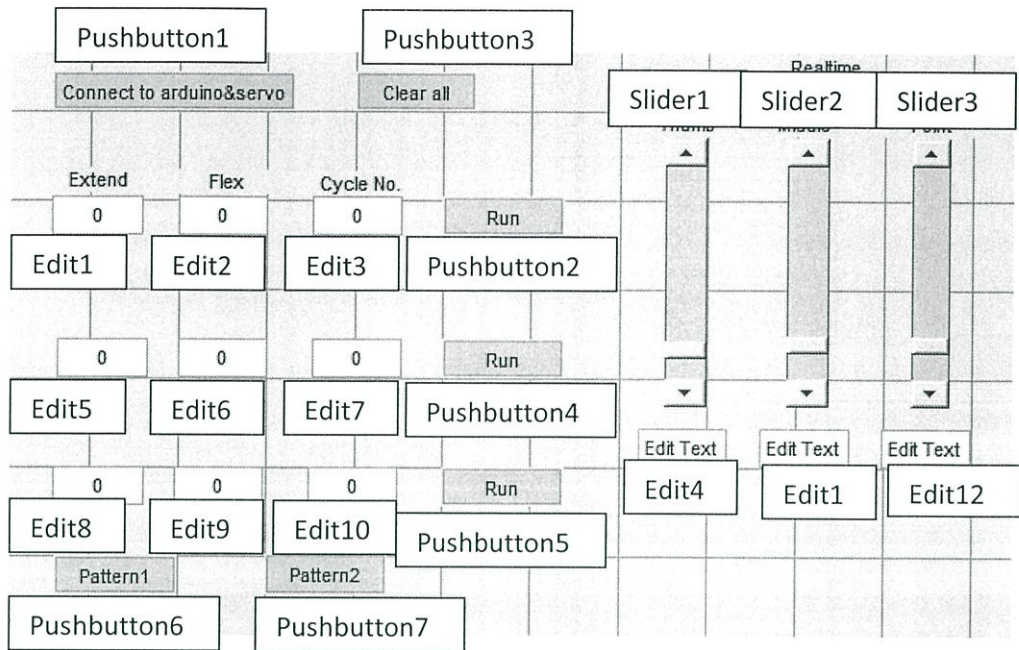 Pushbutton1 Pushbutton3
Realtime
Connect to arduino&servo Clear all
Slider1 Slider2 Slider3
Extend Flex Cycle No.
0 0 0 Run
Edit1 Edit2 Edit3 Pushbutton2
0 0 0 Run
Edit5 Edit6 Edit7 Pushbutton4
Edit Text Edit Text Edit Text
0 0 0 Run
Edit4 Edit1 Edit12
Edit8 Edit9 Edit10 Pushbutton5
Pattern1 Pattern2
Pushbutton6 Pushbutton7